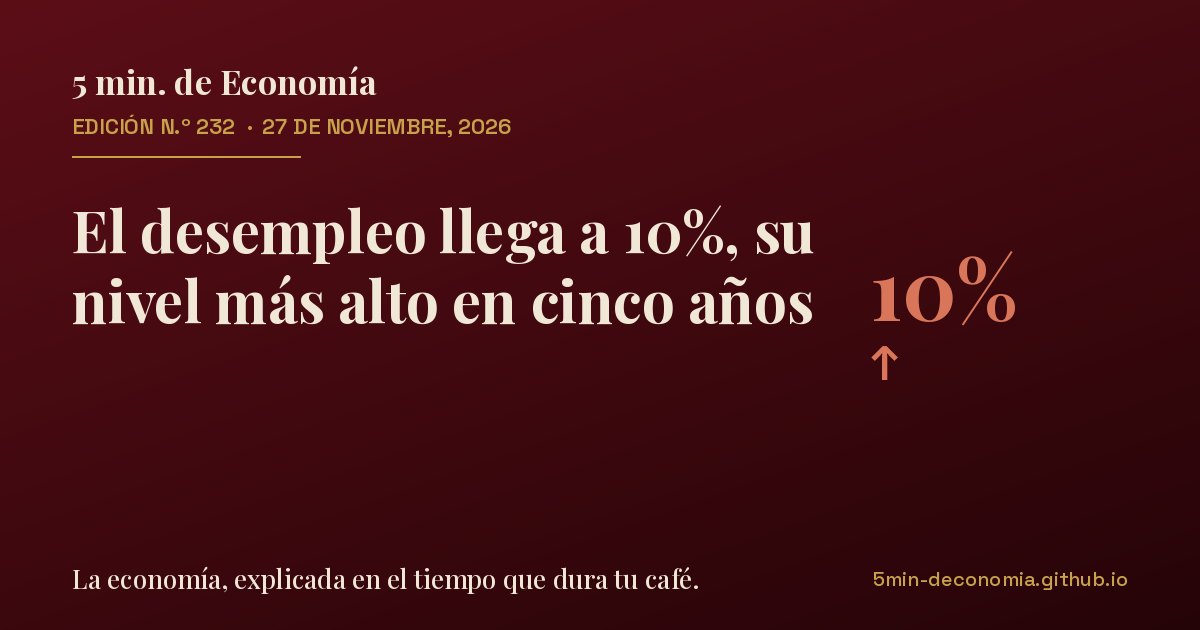 5 min. de Economía
EDICIÓN N.º 232 · 27 DE NOVIEMBRE, 2026
El desempleo llega a 10%, su
nivel más alto en cinco años
10%
↑
La economía, explicada en el tiempo que dura tu café.
5min-deconomia.github.io